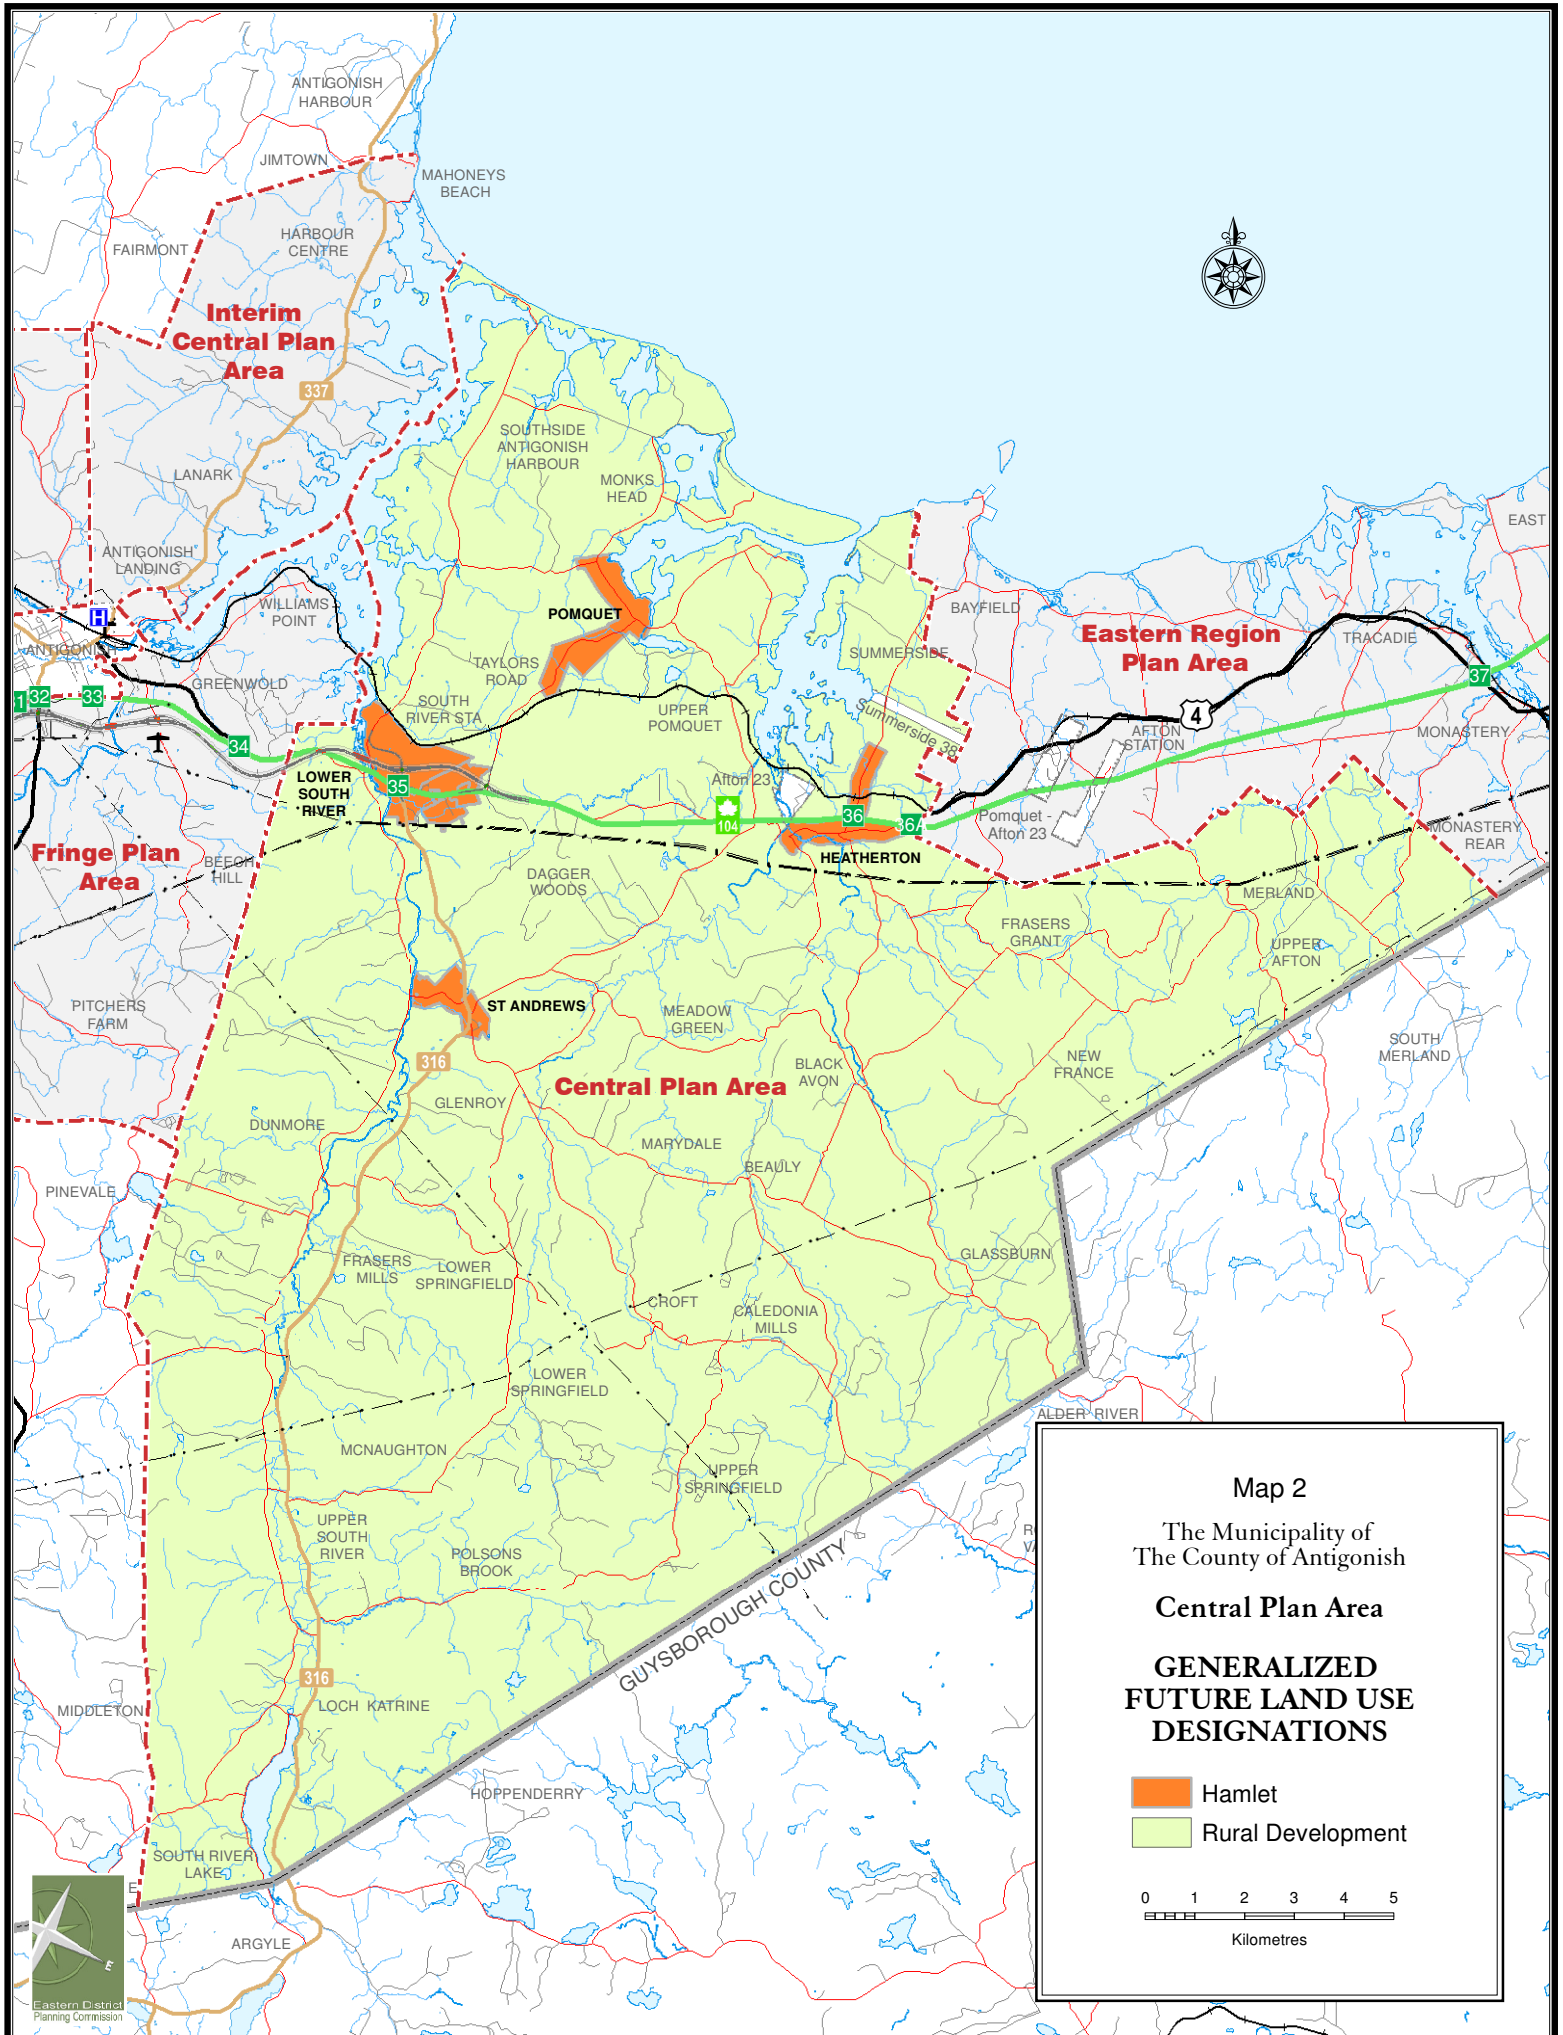 ANTIGONISH
HARBOUR
JIMTOWN
MAHONEYS
BEACH
FAIRMONT
HARBOUR
CENTRE
Interim
Central Plan
Area
337
SOUTHSIDE
ANTIGONISH
HARBOUR
LANARK
MONKS
HEAD
EAST
ANTIGONISH
LANDING
WILLIAMS
POINT
H
POMQUET
BAYFIELD
Eastern Region
Plan Area
TRACADIE
ANTIGONISH
SUMMERSIDE
TAYLORS
ROAD
GREENWOLD
32
33
37
SOUTH
RIVER STA
UPPER
POMQUET
Summerside 38
4
AFTON
STATION
MONASTERY
34
LOWER
SOUTH
RIVER
35
Afton 23
104
36
36A
Pomquet -
Afton 23
MONASTERY
REAR
Fringe Plan
Area
BEECH
HILL
HEATHERTON
DAGGER
WOODS
MERLAND
FRASERS
GRANT
UPPER
AFTON
PITCHERS
FARM
ST ANDREWS
MEADOW
GREEN
SOUTH
MERLAND
316
BLACK
AVON
NEW
FRANCE
Central Plan Area
GLENROY
DUNMORE
MARYDALE
BEAULY
PINEVALE
GLASSBURN
FRASERS
MILLS
LOWER
SPRINGFIELD
CROFT
CALEDONIA
MILLS
LOWER
SPRINGFIELD
ALDER RIVER
MCNAUGHTON
UPPER
SPRINGFIELD
UPPER
SOUTH
RIVER
POLSONS
BROOK
GUYSBOROUGH COUNTY
316
LOCH KATRINE
MIDDLETON
HOPPENDERRY
SOUTH RIVER
LAKE
E
ARGYLE
E
Eastern District
Planning Commission
Map 2
The Municipality of
The County of Antigonish
Central Plan Area
GENERALIZED
FUTURE LAND USE
DESIGNATIONS
Hamlet
Rural Development
0 1 2 3 4 5
Kilometres